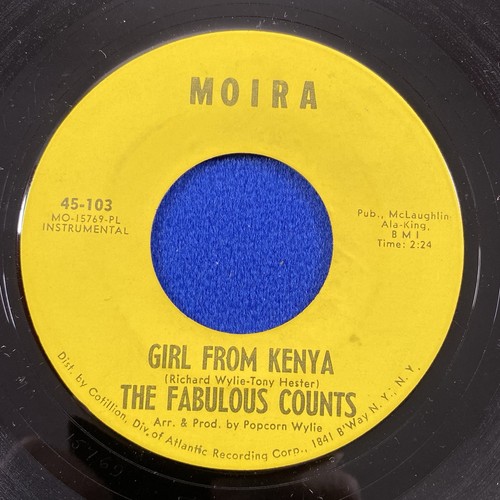 MOIRA
45-103
MO-15769-PL
INSTRUMENTAL
Pub., McLaughlin
Ala-King,
BMI
Time: 2:24
GIRL FROM KENYA
(Richard Wylie-Tony Hester)
THE FABULOUS COUNTS
Arr. & Prod. by Popcorn Wylie
Dist. by Cotillion, Div. of Atlantic Recording Corp., 1841 B'Way N. Y., N. Y.